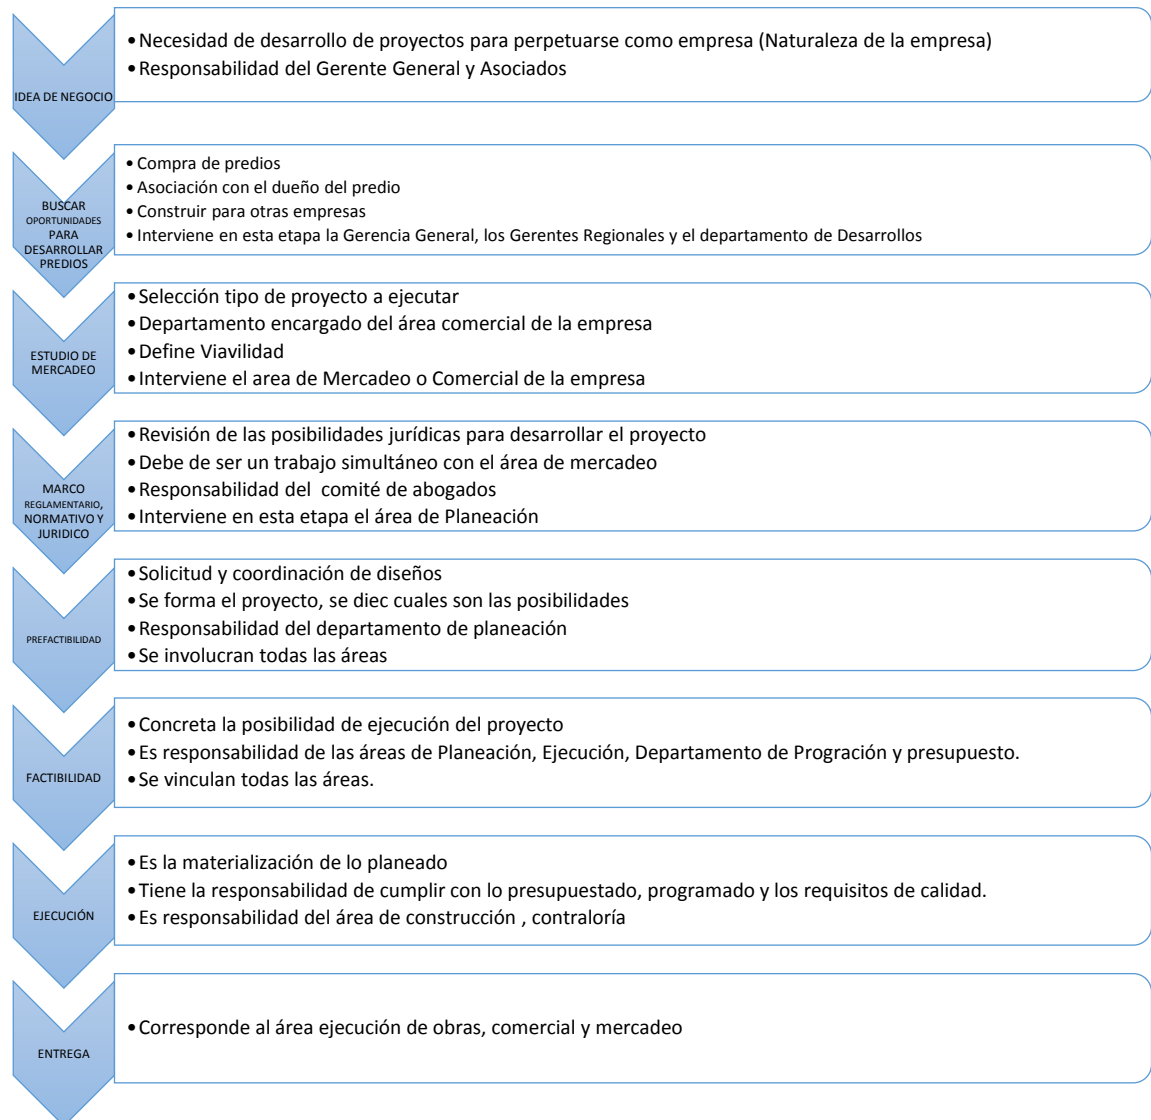 IDEA DE NEGOCIO
•Necesidad de desarrollo de proyectos para perpetuarse como empresa (Naturaleza de la empresa)
•Responsabilidad del Gerente General y Asociados
BUSCAR
OPORTUNIDADES
PARA
DESARROLLAR
PREDIOS
•Compra de predios
•Asociación con el dueño del predio
•Construir para otras empresas
•Interviene en esta etapa la Gerencia General, los Gerentes Regionales y el departamento de Desarrollos
ESTUDIO DE
MERCADEO
•Selección tipo de proyecto a ejecutar
•Departamento encargado del área comercial de la empresa
•Define Viavilidad
•Interviene el area de Mercadeo o Comercial de la empresa
MARCO
REGLAMENTARIO,
NORMATIVO Y
JURIDICO
•Revisión de las posibilidades jurídicas para desarrollar el proyecto
•Debe de ser un trabajo simultáneo con el área de mercadeo
•Responsabilidad del comité de abogados
•Interviene en esta etapa el área de Planeación
PREFACTIBILIDAD
•Solicitud y coordinación de diseños
•Se forma el proyecto, se diec cuales son las posibilidades
•Responsabilidad del departamento de planeación
•Se involucran todas las áreas
FACTIBILIDAD
•Concreta la posibilidad de ejecución del proyecto
•Es responsabilidad de las áreas de Planeación, Ejecución, Departamento de Progración y presupuesto.
•Se vinculan todas las áreas.
EJECUCIÓN
•Es la materialización de lo planeado
•Tiene la responsabilidad de cumplir con lo presupuestado, programado y los requisitos de calidad.
•Es responsabilidad del área de construcción , contraloría
ENTREGA
•Corresponde al área ejecución de obras, comercial y mercadeo